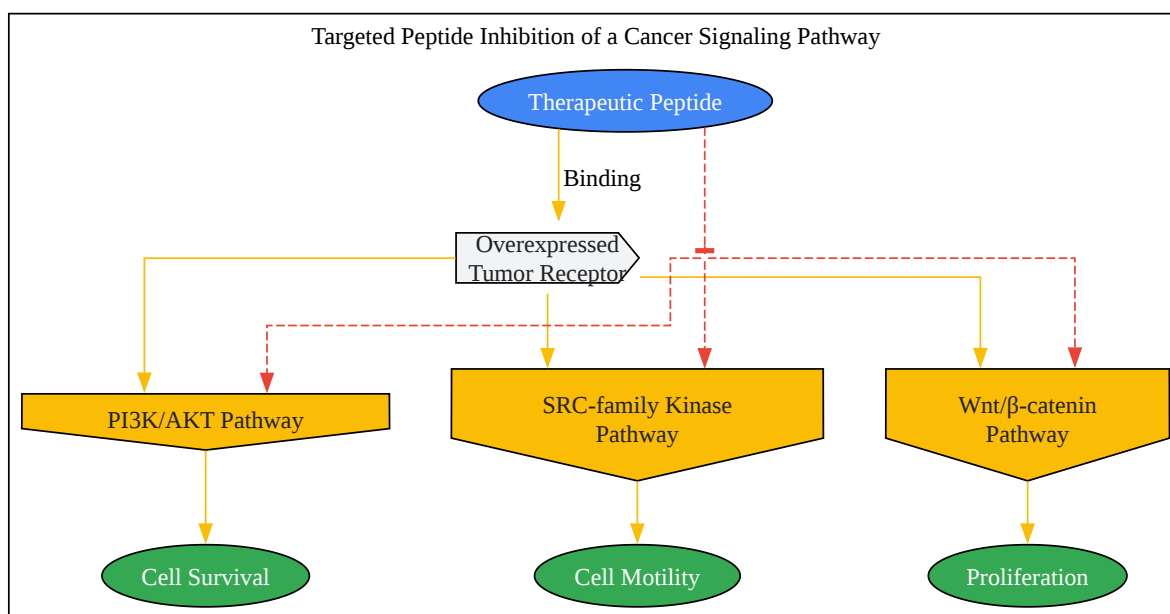 Targeted Peptide Inhibition of a Cancer Signaling Pathway
Therapeutic Peptide
Binding
Overexpressed
Tumor Receptor
PI3K/AKT Pathway
SRC-family Kinase
Pathway
Wnt/β-catenin
Pathway
Cell Survival
Cell Motility
Proliferation